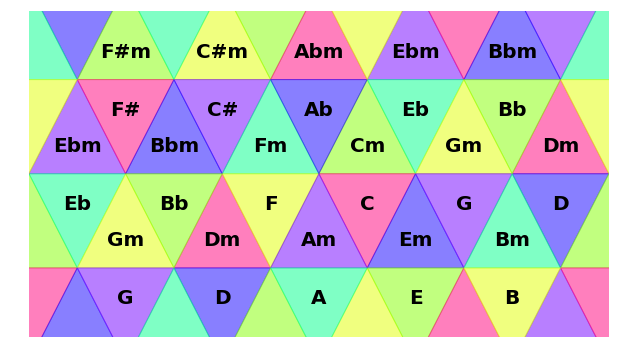 F#m C#m Abm Ebm Bbm
F# C# Ab Eb Bb
Ebm Bbm Fm Cm Gm Dm
Eb Bb F C G D
Gm Dm Am Em Bm
G D A E B